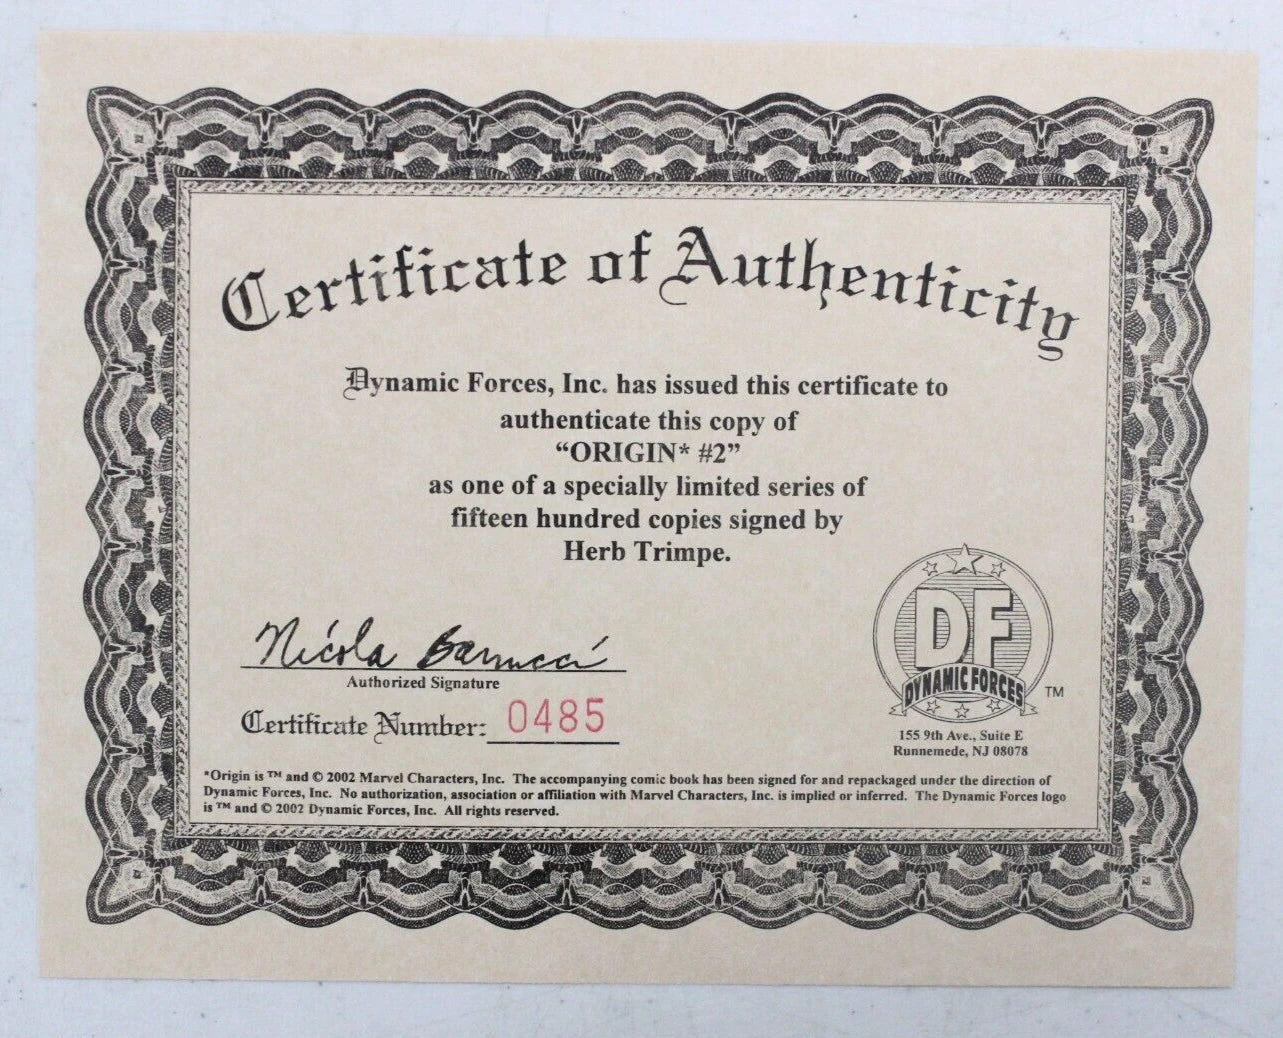 Certificate of Authenticity
Dynamic Forces, Inc. has issued this certificate to
authenticate this copy of
“ORIGIN* #2”
as one of a specially limited series of
fifteen hundred copies signed by
Herb Trimpe.
Nicola Barrucci
Authorized Signature
Certificate Number: 0485
DF
DYNAMIC FORCES
TM
155 9th Ave., Suite E
Runnemede, NJ 08078
*Origin is ™ and © 2002 Marvel Characters, Inc. The accompanying comic book has been signed for and repackaged under the direction of
Dynamic Forces, Inc. No authorization, association or affiliation with Marvel Characters, Inc. is implied or inferred. The Dynamic Forces logo
is ™ and © 2002 Dynamic Forces, Inc. All rights reserved.